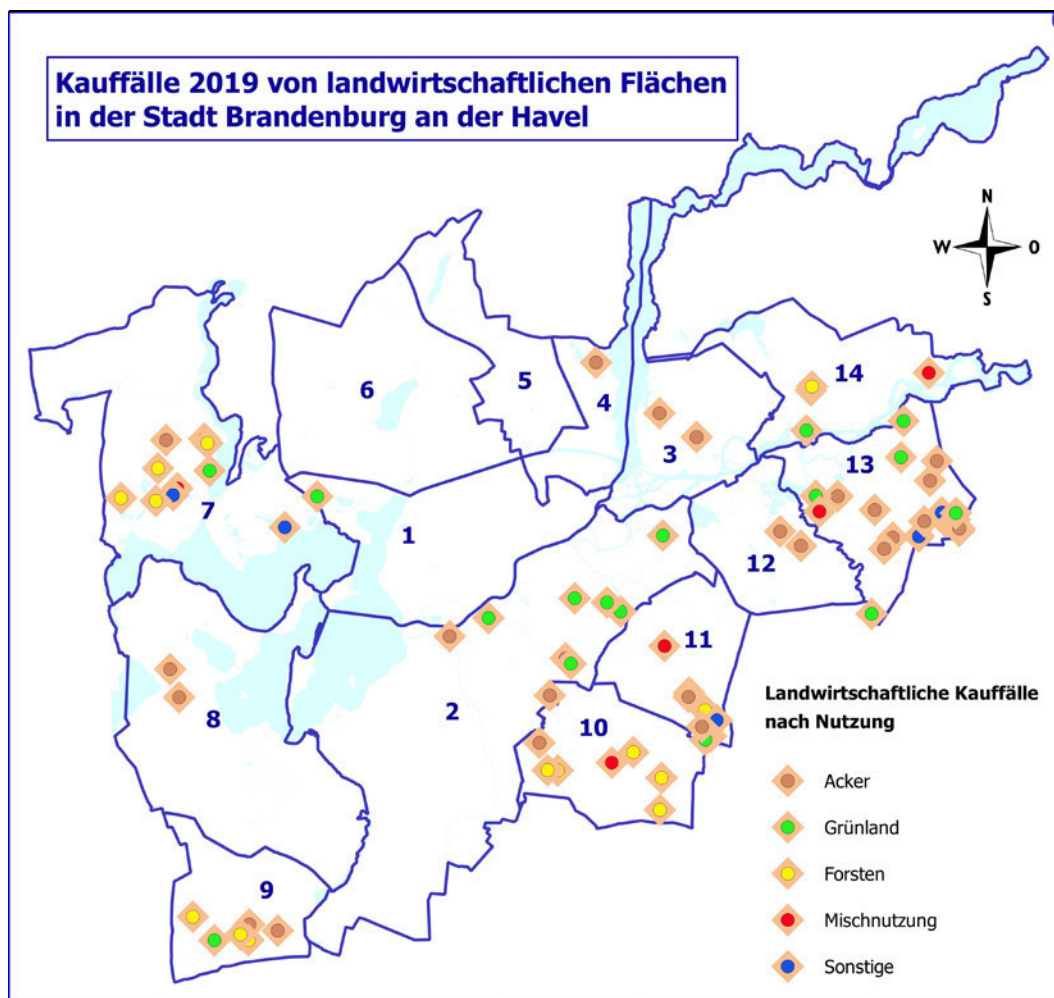 Kauffälle 2019 von landwirtschaftlichen Flächen
in der Stadt Brandenburg an der Havel
N
W
O
S
6
5
4
14
3
13
7
1
12
11
8
2
10
9
Landwirtschaftliche Kauffälle
nach Nutzung
Acker
Grünland
Forsten
Mischnutzung
Sonstige